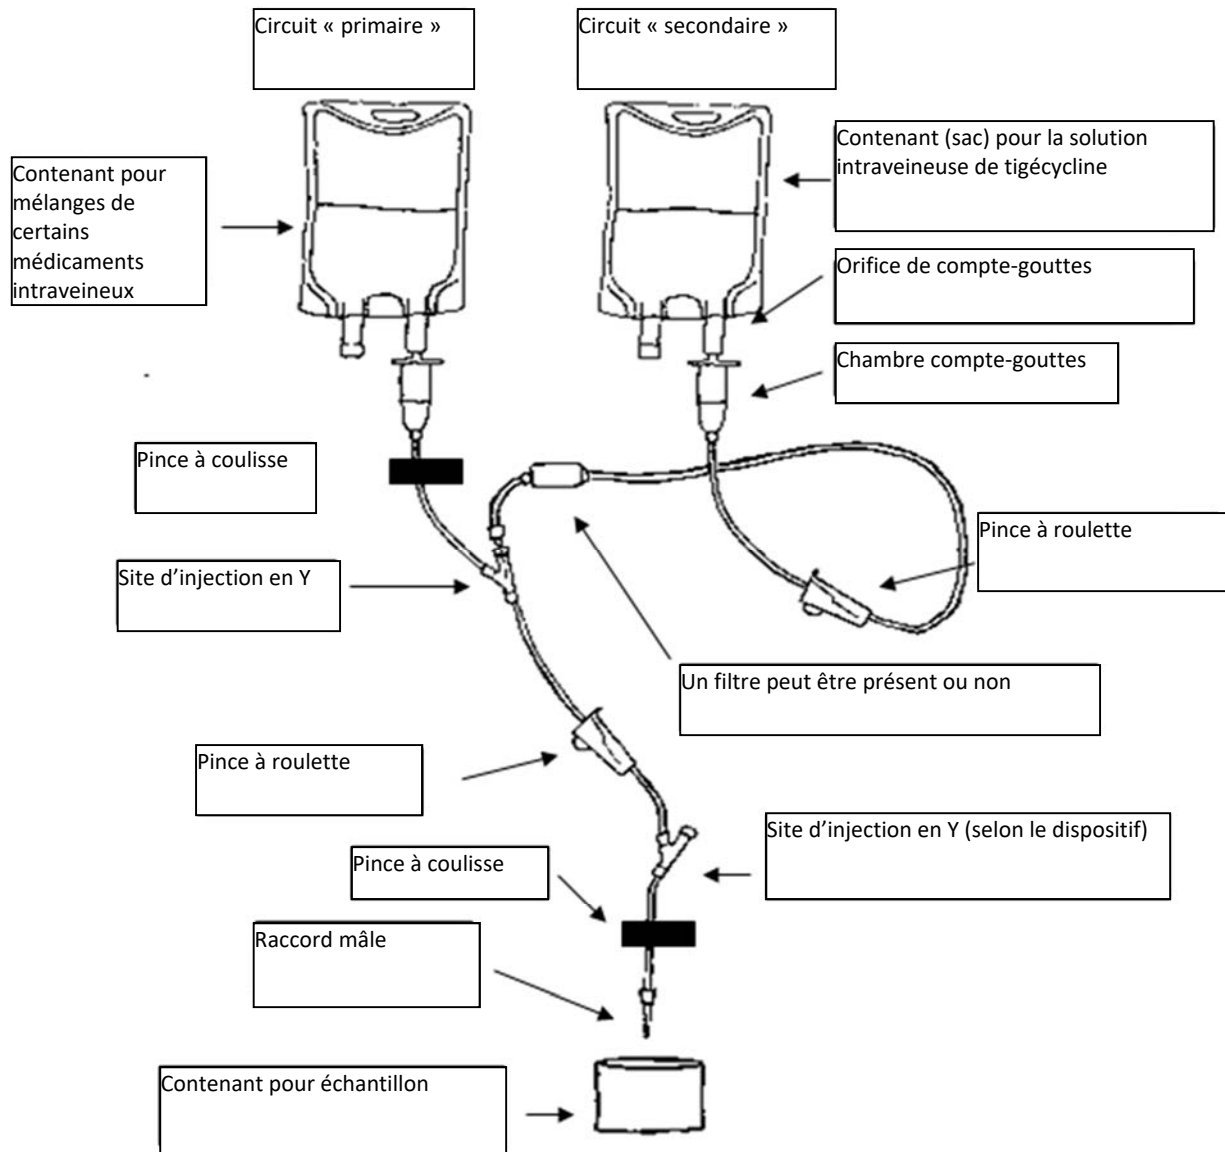 Circuit « primaire »
Circuit « secondaire »
Contenant pour
mélanges de
certains
médicaments
intraveineux
Contenant (sac) pour la solution
intraveineuse de tigécycline
Orifice de compte-gouttes
Chambre compte-gouttes
Pince à coulisse
Pince à roulette
Site d’injection en Y
Un filtre peut être présent ou non
Pince à roulette
Site d’injection en Y (selon le dispositif)
Pince à coulisse
Raccord mâle
Contenant pour échantillon